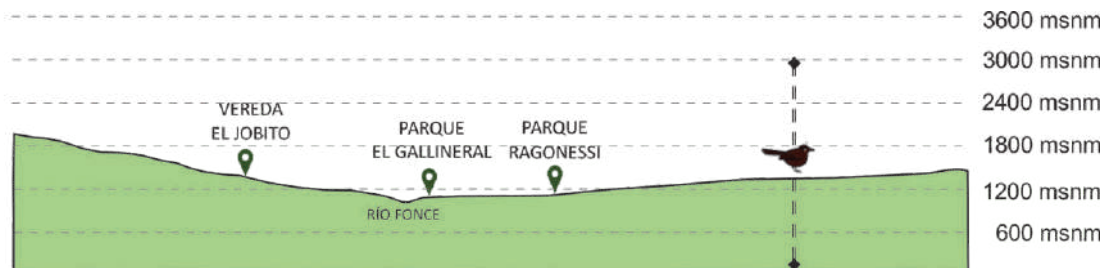 3600 msnm
3000 msnm
2400 msnm
VEREDA
EL JOBITO
PARQUE
EL GALLINERAL
PARQUE
RAGONESSI
1800 msnm
1200 msnm
RÍO FONCE
600 msnm